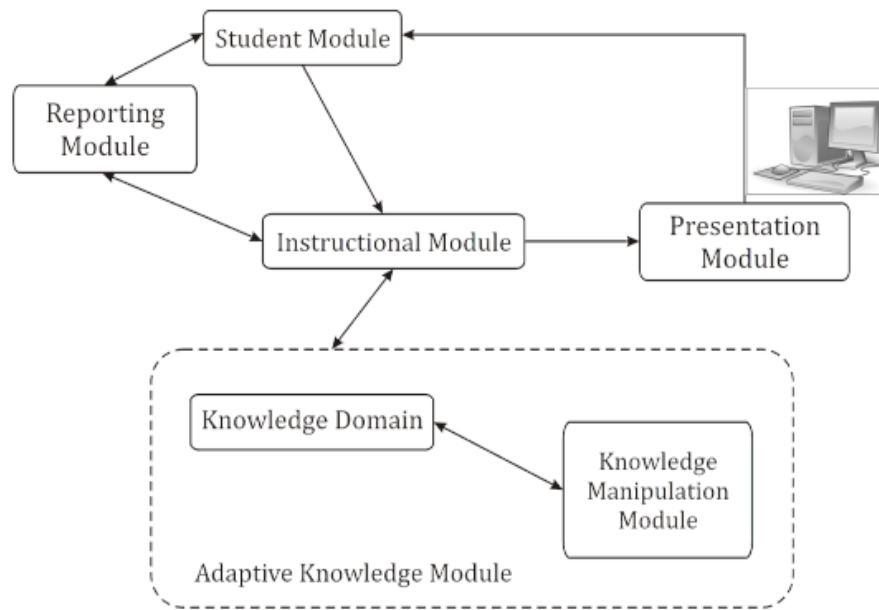 Student Module
Reporting
Module
Instructional Module
Presentation
Module
Knowledge Domain
Knowledge
Manipulation
Module
Adaptive Knowledge Module